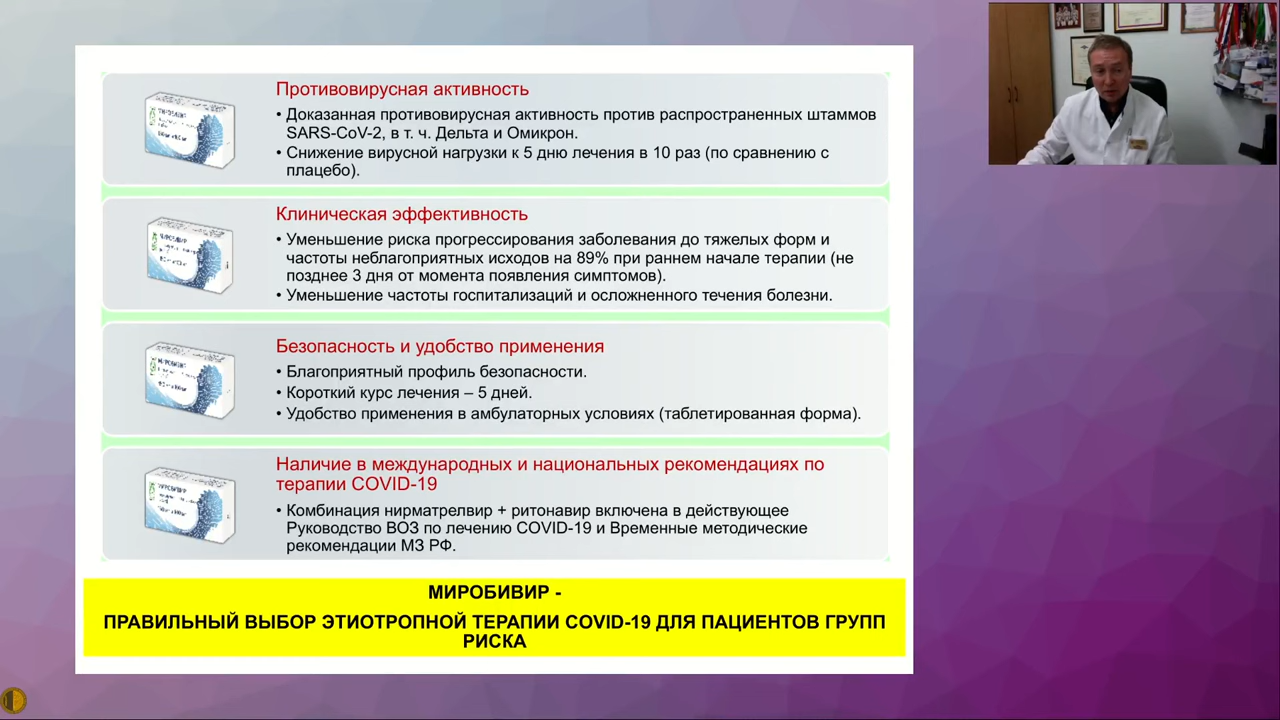 Противовирусная активность
• Доказанная противовирусная активность против распространенных штаммов
SARS-CoV-2, в т. ч. Дельта и Омикрон.
• Снижение вирусной нагрузки к 5 дню лечения в 10 раз (по сравнению с
плацебо).
Клиническая эффективность
• Уменьшение риска прогрессирования заболевания до тяжелых форм и
частоты неблагоприятных исходов на 89% при раннем начале терапии (не
позднее 3 дня от момента появления симптомов).
• Уменьшение частоты госпитализаций и осложненного течения болезни.
Безопасность и удобство применения
• Благоприятный профиль безопасности.
• Короткий курс лечения – 5 дней.
• Удобство применения в амбулаторных условиях (таблетированная форма).
Наличие в международных и национальных рекомендациях по
терапии COVID-19
• Комбинация нирматрелвир + ритонавир включена в действующее
Руководство ВОЗ по лечению COVID-19 и Временные методические
рекомендации МЗ РФ.
МИРОБИВИР -
ПРАВИЛЬНЫЙ ВЫБОР ЭТИОТРОПНОЙ ТЕРАПИИ COVID-19 ДЛЯ ПАЦИЕНТОВ ГРУПП
РИСКА